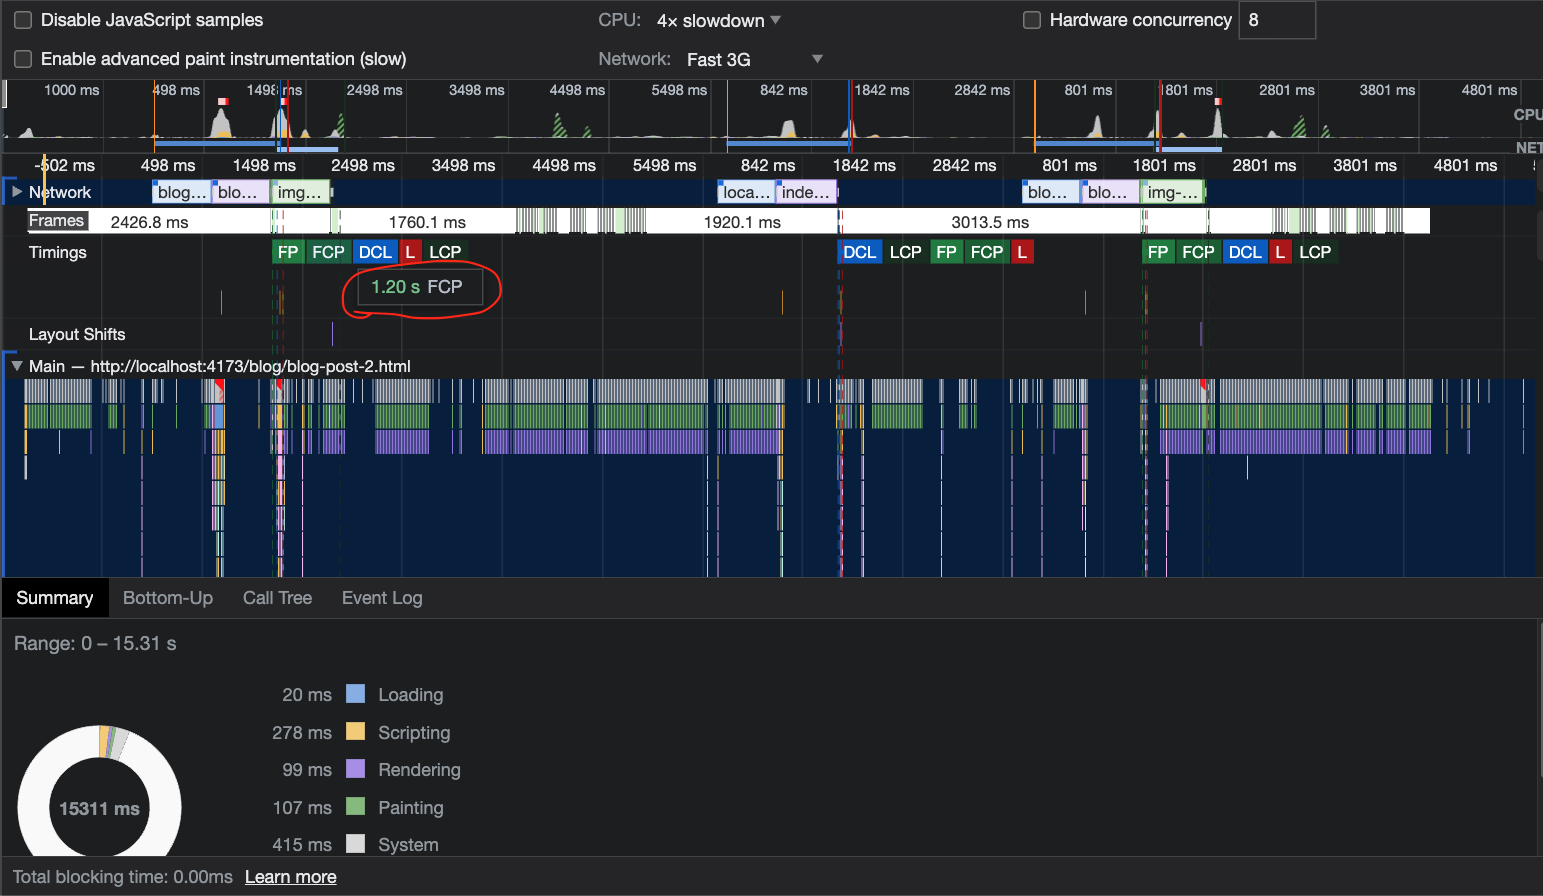 Disable JavaScript samples CPU: 4× slowdown Hardware concurrency 8
Enable advanced paint instrumentation (slow) Network: Fast 3G
1000 ms 498 ms 1498 ms 2498 ms 3498 ms 4498 ms 5498 ms 842 ms 1842 ms 2842 ms 801 ms 1801 ms 2801 ms 3801 ms 4801 ms
CPU
NET
-502 ms 498 ms 1498 ms 2498 ms 3498 ms 4498 ms 5498 ms 842 ms 1842 ms 2842 ms 801 ms 1801 ms 2801 ms 3801 ms 4801 ms
Network blog... blo... img... loca... inde... blo... blo... img-...
Frames 2426.8 ms 1760.1 ms 1920.1 ms 3013.5 ms
Timings FP FCP DCL L LCP DCL LCP FP FCP L FP FCP DCL L LCP
1.20 s FCP
Layout Shifts
Main — http://localhost:4173/blog/blog-post-2.html
Summary Bottom-Up Call Tree Event Log
Range: 0 – 15.31 s
20 ms Loading
278 ms Scripting
99 ms Rendering
107 ms Painting
415 ms System
15311 ms
Total blocking time: 0.00ms Learn more